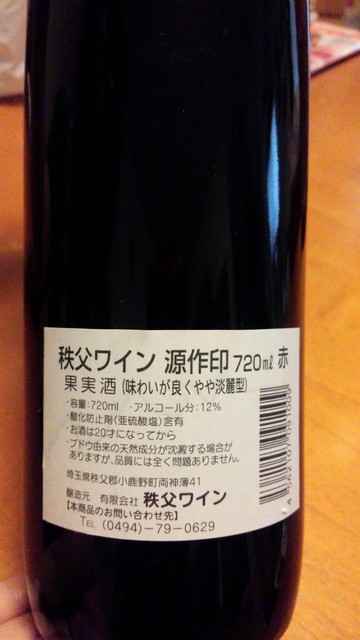 秩父ワイン 源作印 720ml 赤
果実酒(味わいが良くやや淡麗型)
・容量:720ml ・アルコール分:12%
・酸化防止剤(亜硫酸塩)含有
・お酒は20才になってから
・ブドウ由来の天然成分が沈澱する場合が
ありますが、品質には全く問題ありません。
埼玉県秩父郡小鹿野町両神薄41
醸造元 有限会社 秩父ワイン
【本商品のお問い合わせ先】
TEL (0494)-79-0629